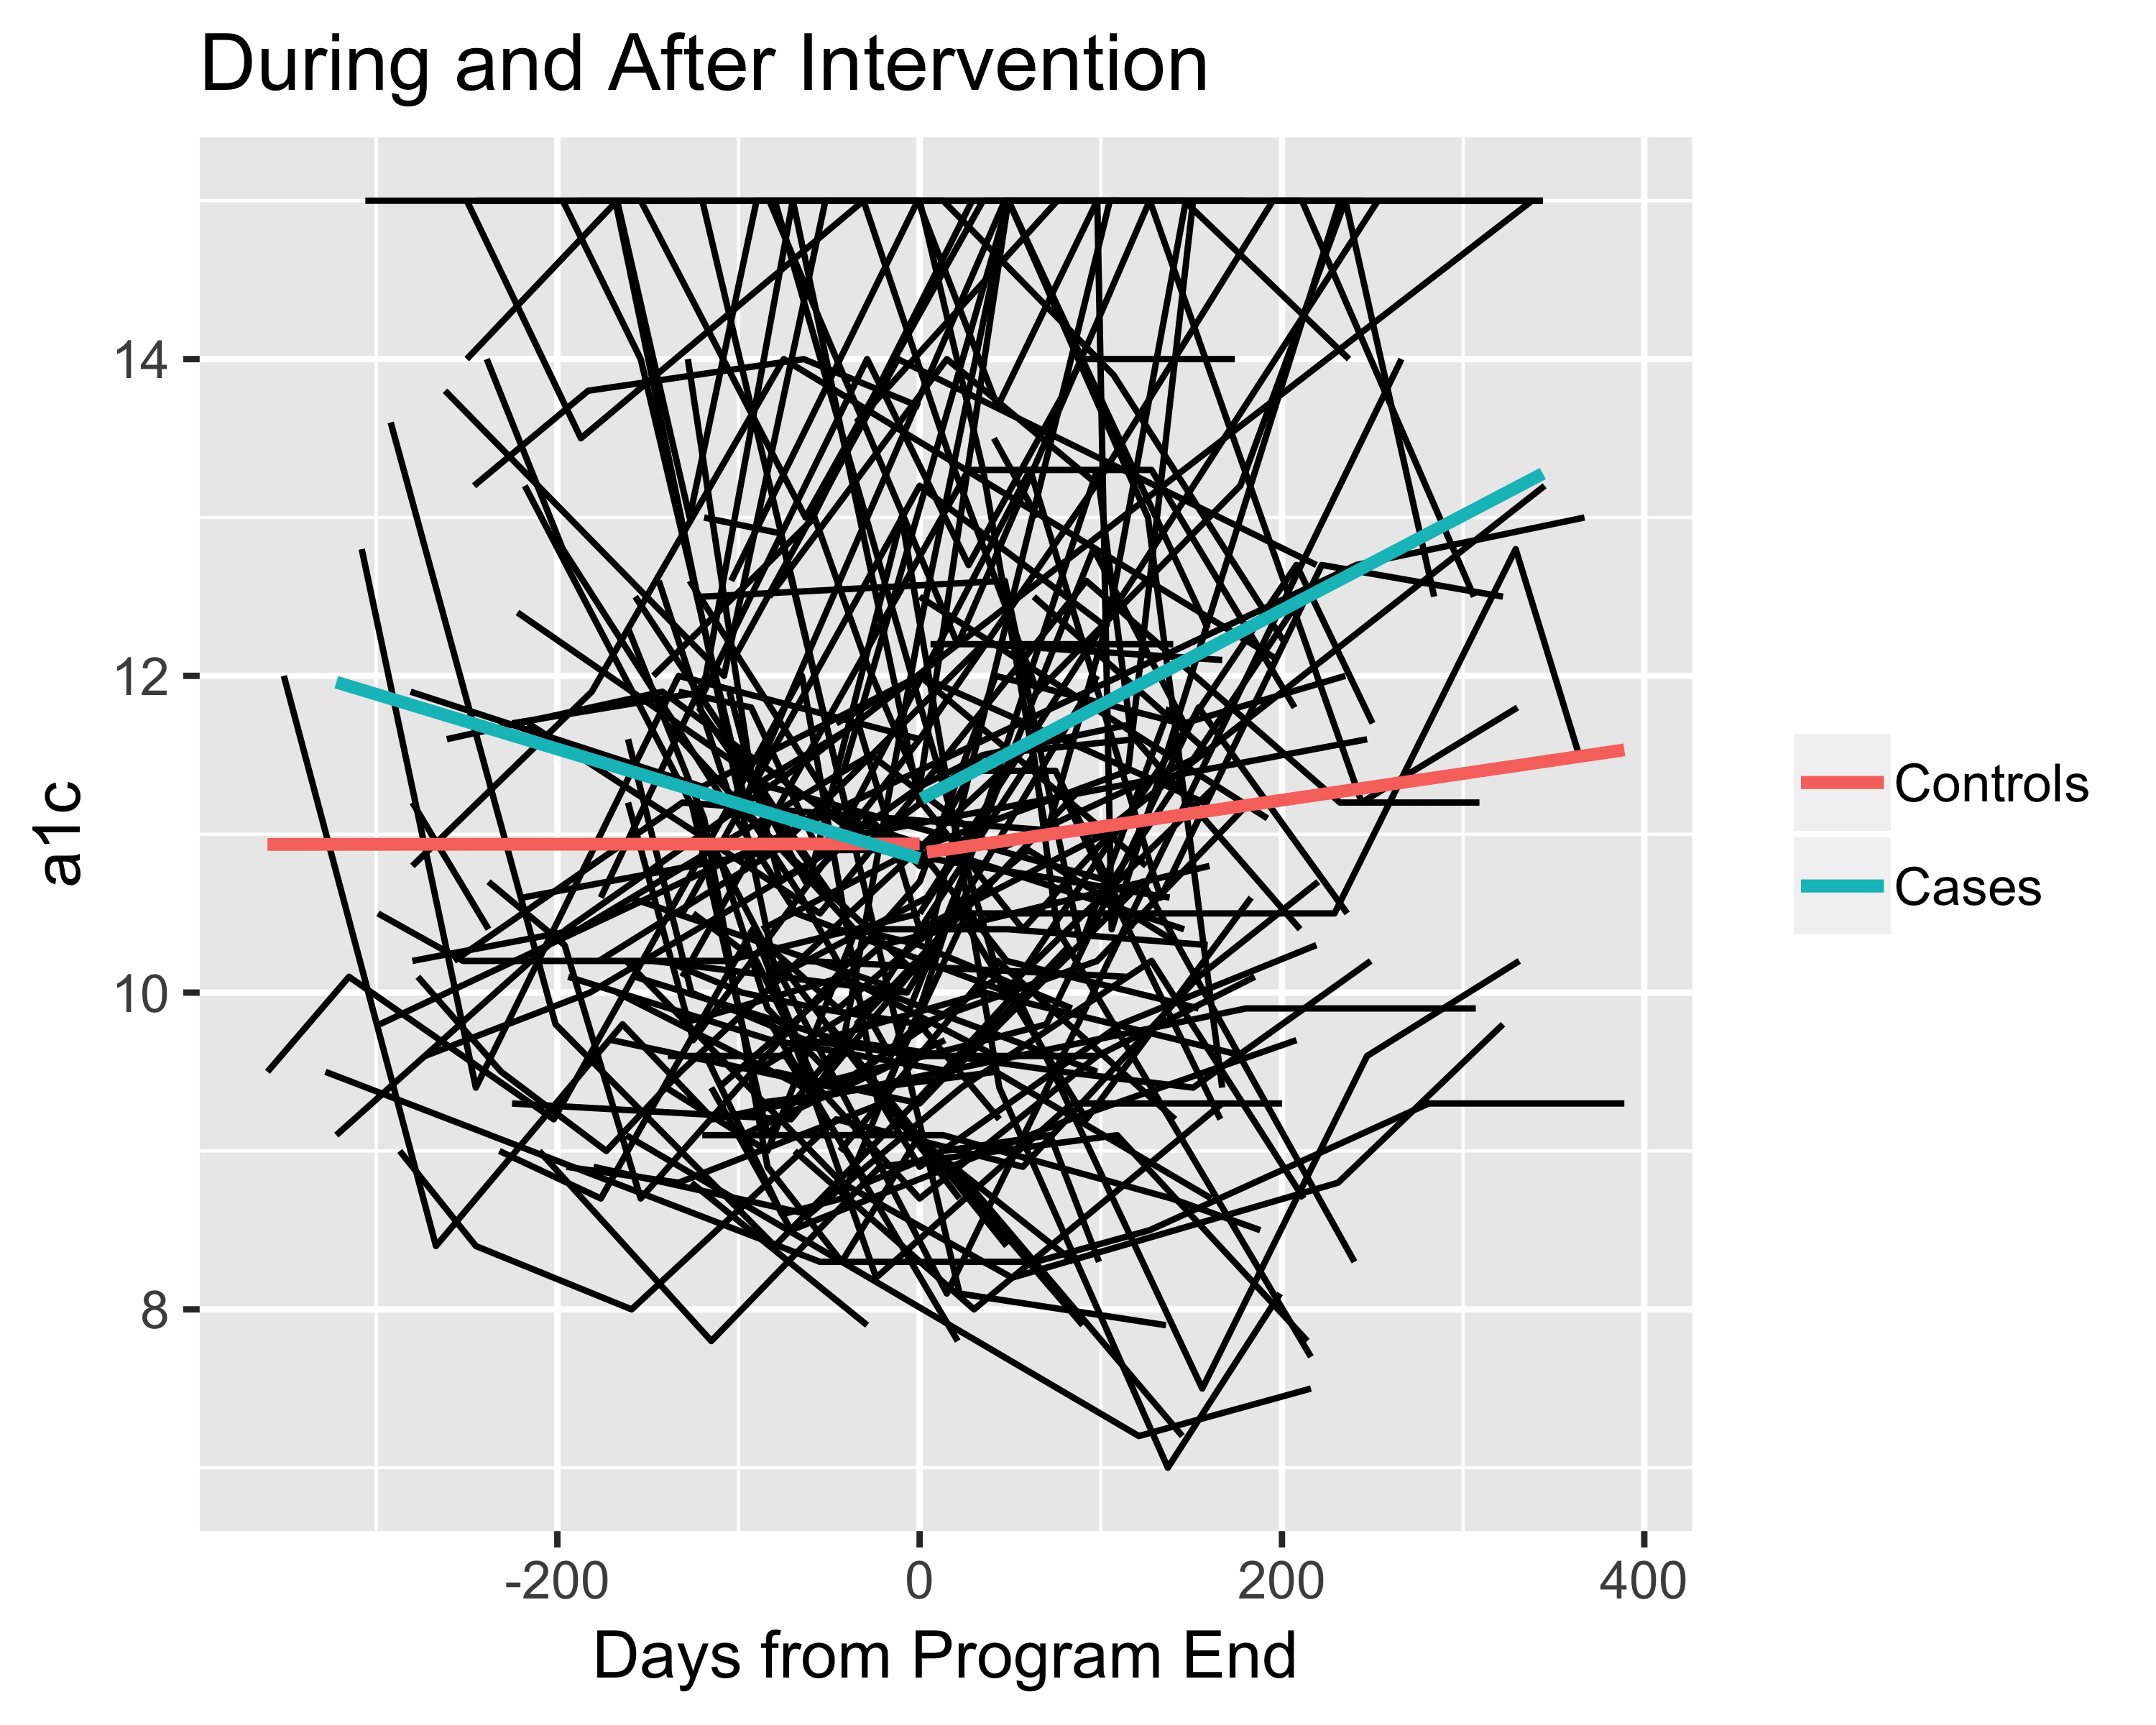 During and After Intervention
a1c
14
12
10
8
-200
0
200
400
Days from Program End
Controls
Cases